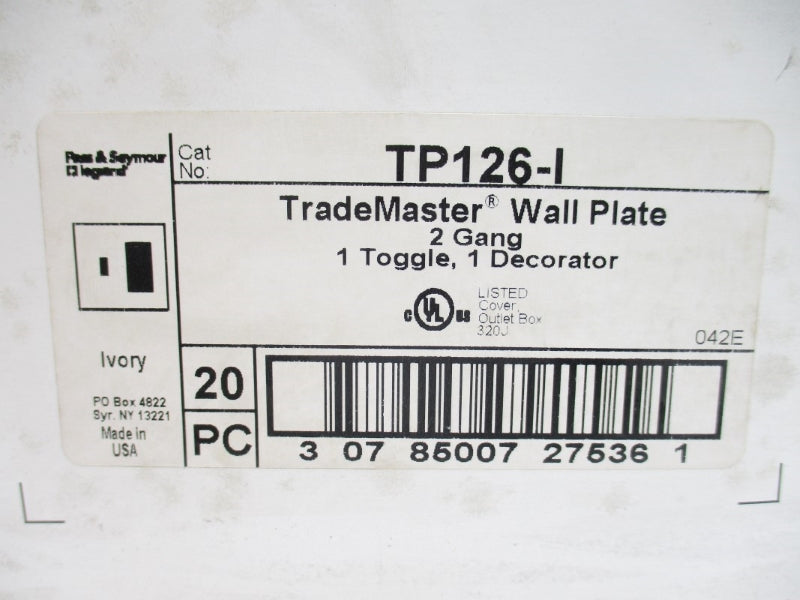 Pass & Seymour
legrand®
Cat
No:
TP126-I
TradeMaster® Wall Plate
2 Gang
1 Toggle, 1 Decorator
C UL US
LISTED
Cover,
Outlet Box
320J
042E
Ivory
PO Box 4822
Syr. NY 13221
Made in
USA
20
PC
3 07 85007 27536 1